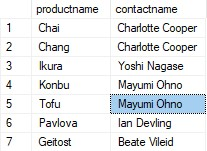 productname contactname
1 Chai Charlotte Cooper
2 Chang Charlotte Cooper
3 Ikura Yoshi Nagase
4 Konbu Mayumi Ohno
5 Tofu Mayumi Ohno
6 Pavlova Ian Devling
7 Geitost Beate Vileid